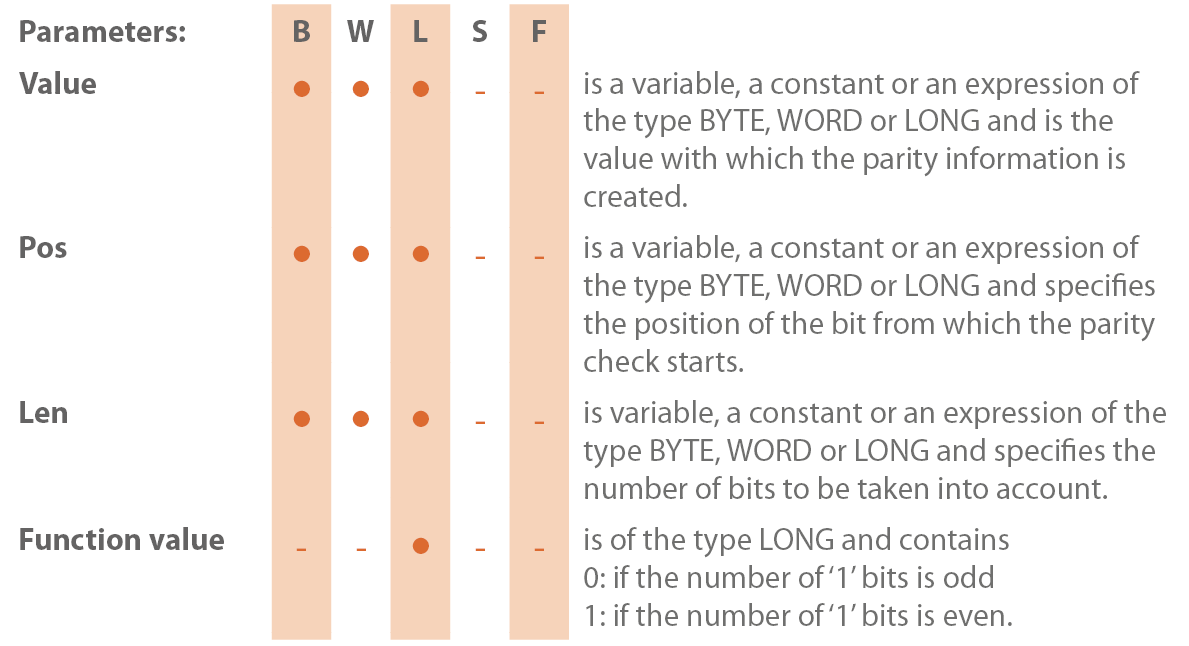 Parameters: B W L S F
Value ● ● ● - - is a variable, a constant or an expression of
the type BYTE, WORD or LONG and is the
value with which the parity information is
created.
Pos ● ● ● - - is a variable, a constant or an expression of
the type BYTE, WORD or LONG and specifies
the position of the bit from which the parity
check starts.
Len ● ● ● - - is variable, a constant or an expression of the
type BYTE, WORD or LONG and specifies the
number of bits to be taken into account.
Function value - - ● - - is of the type LONG and contains
0: if the number of ‘1’ bits is odd
1: if the number of ‘1’ bits is even.